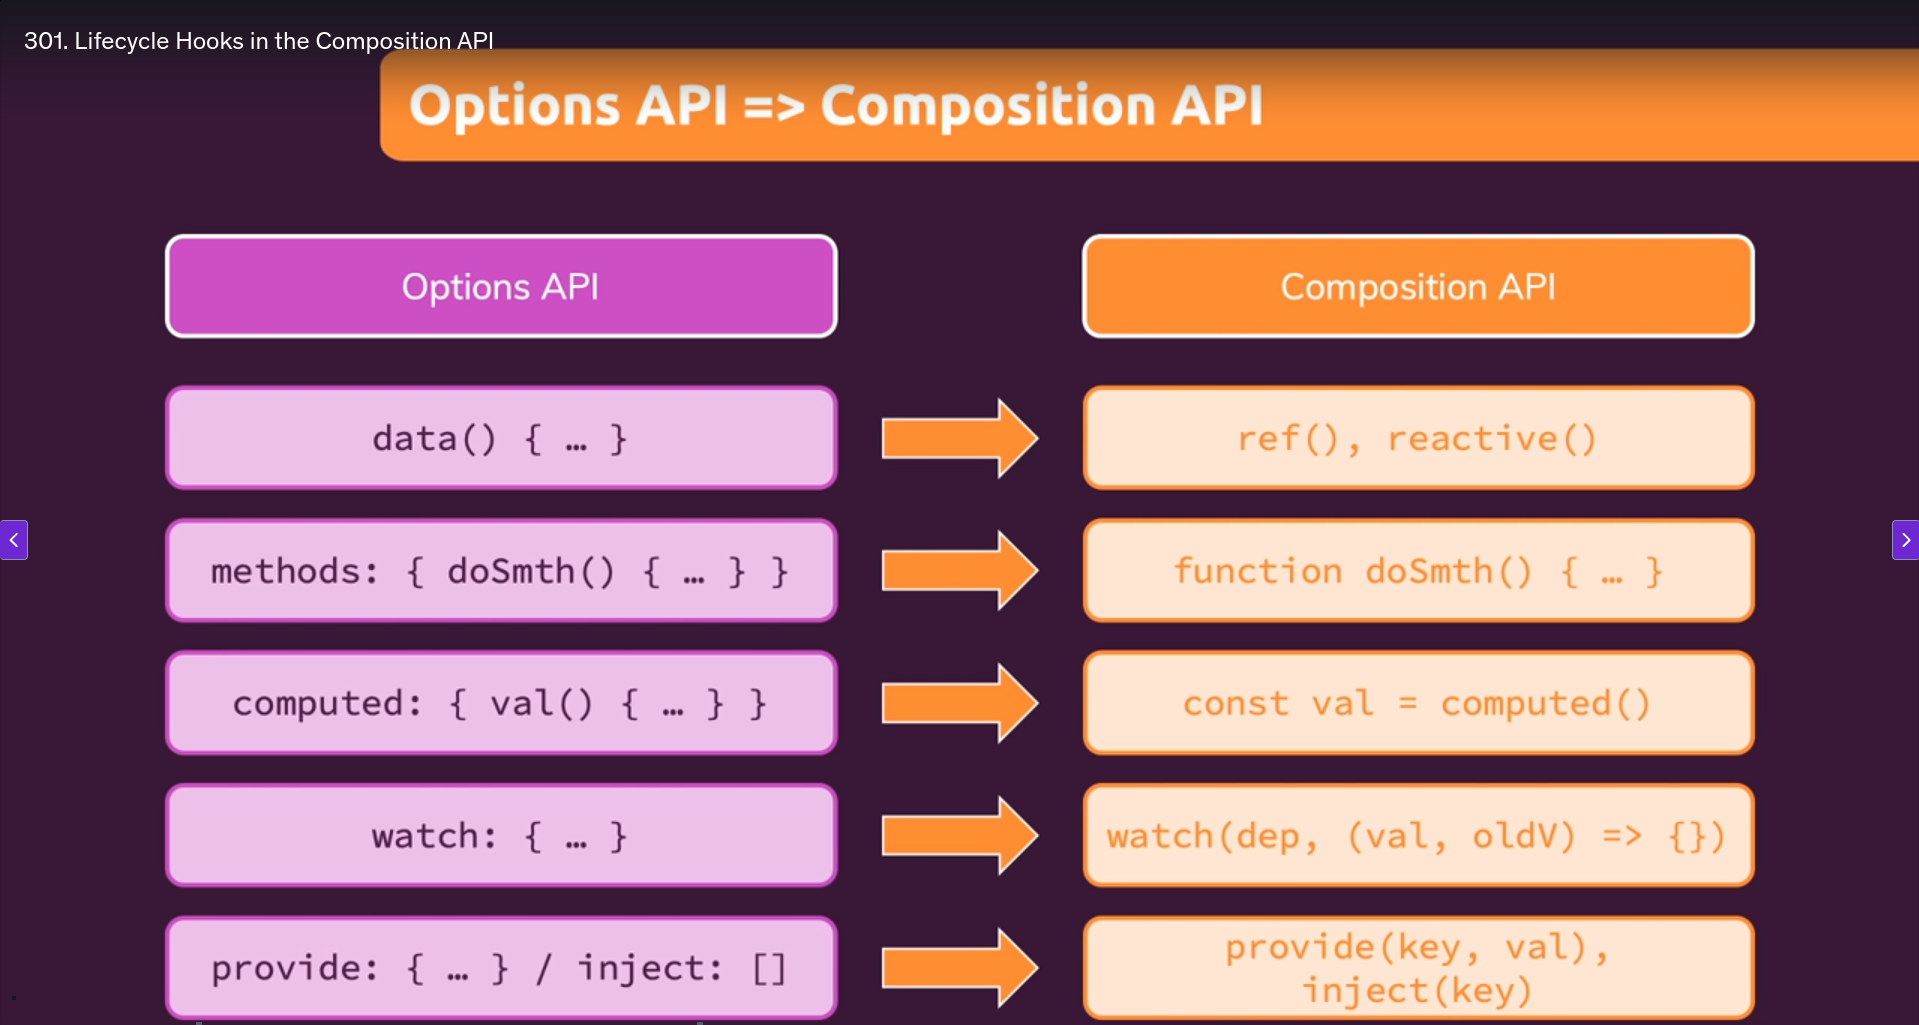 301. Lifecycle Hooks in the Composition API
Options API => Composition API
Options API
Composition API
data() { … }
ref(), reactive()
methods: { doSmth() { … } }
function doSmth() { … }
computed: { val() { … } }
const val = computed()
watch: { … }
watch(dep, (val, oldV) => {})
provide: { … } / inject: []
provide(key, val),
inject(key)